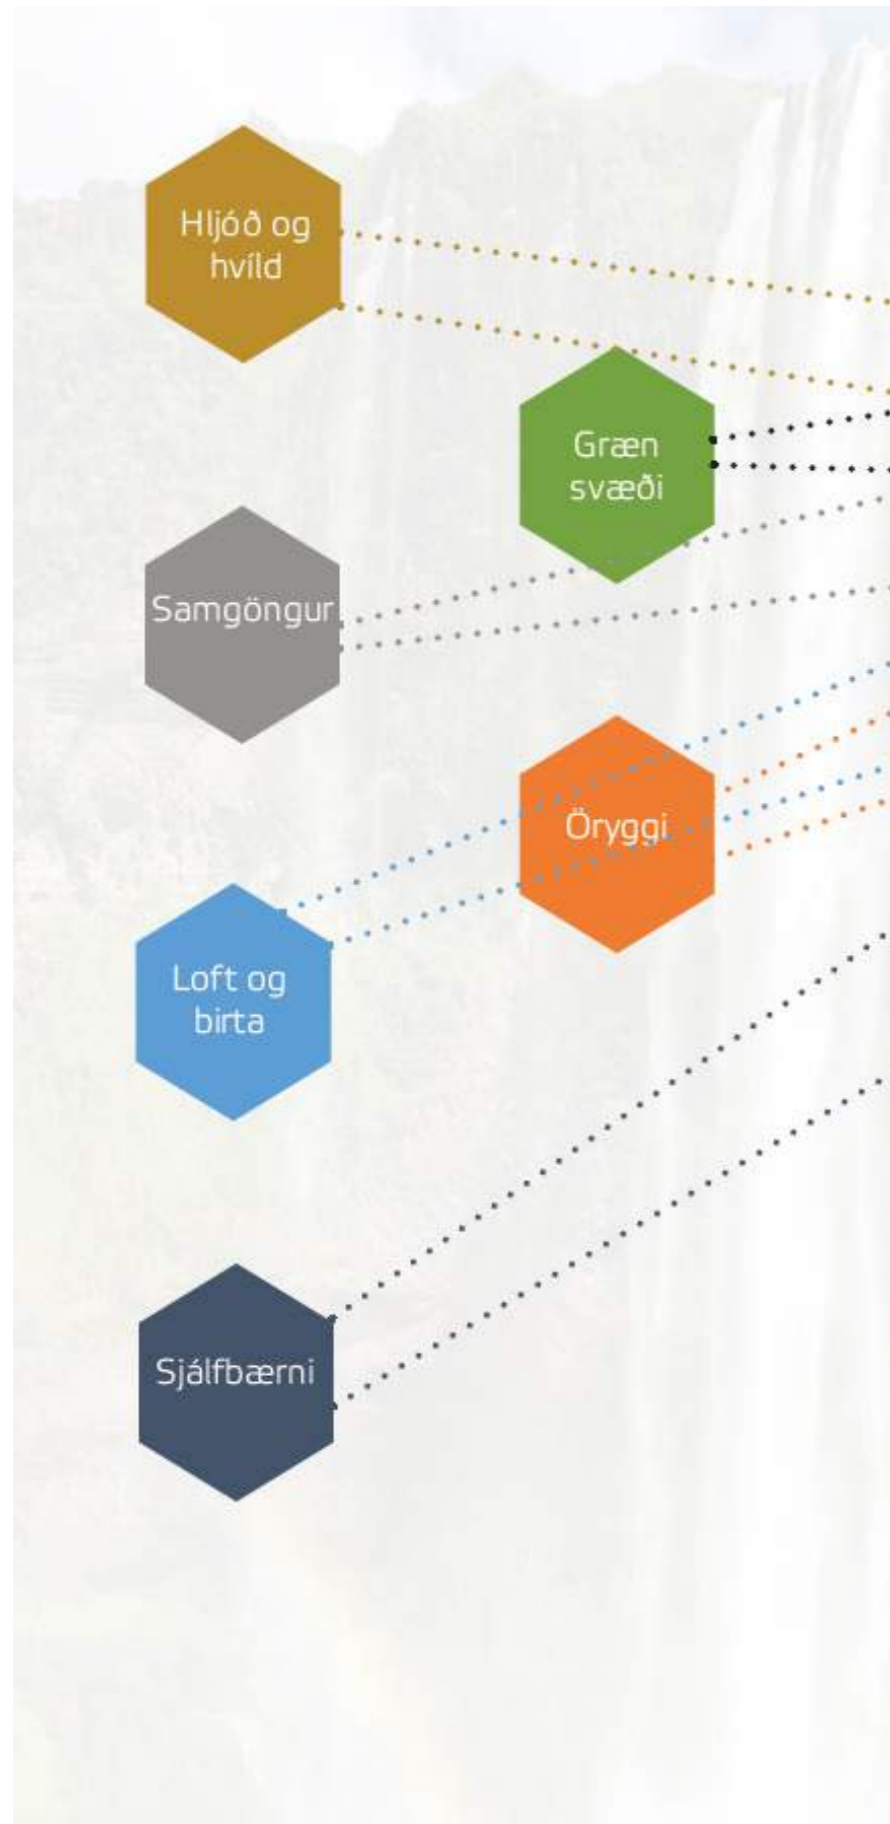 Hljóð og
hvíld
Græn
svæði
Samgöngur
Öryggi
Loft og
birta
Sjálfbærni